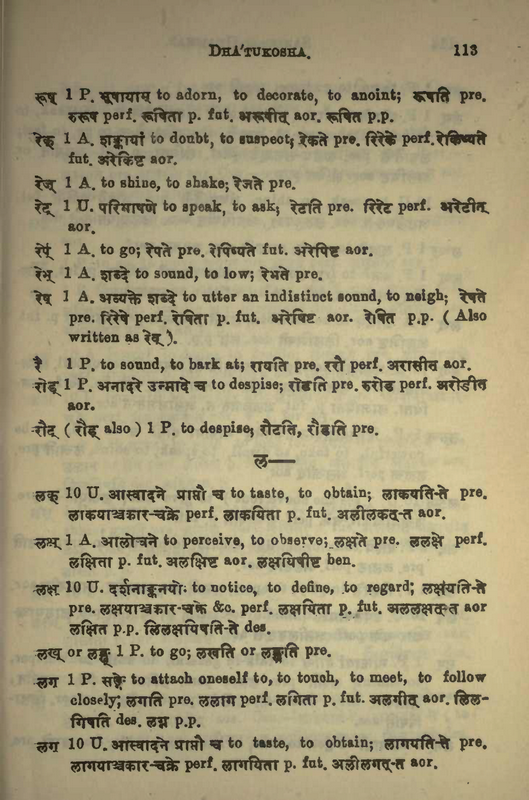 DHÁTUKOSHA. 113
रूष् 1 P. भूषायाम् to adorn, to decorate, to anoint; रूषति pre.
रुरूष perf. रूषिता p. fut. अरूषीत् aor. रूषित p.p.
रेक् 1 A. शङ्कायां to doubt, to suspect; रेकते pre. रिरेके perf. रेकिष्यते
fut. अरेकिष्ट aor.
रेज् 1 A. to shine, to shake; रेजते pre.
रेट् 1 U. परिभाषणे to speak, to ask; रेटति pre. रिरेट perf. अरेटीत्
aor.
रेप् 1 A. to go; रेपते pre. रेपिष्यते fut. अरेपिष्ट aor.
रेभ् 1 A. शब्दे to sound, to low; रेभते pre.
रेष् 1 A. अव्यक्ते शब्दे to utter an indistinct sound, to neigh; रेषते
pre. रिरेषे perf. रेषिता p. fut. अरेषिष्ट aor. रेषित p.p. ( Also
written as रेव् ).
रै 1 P. to sound, to bark at; रायति pre. ररौ perf. अरासीत aor.
रोड् 1 P. अनादरे उन्मादे च to despise; रोडति pre. रुरोड perf. अरोडीत
aor.
रौट् ( रौड् also ) 1 P. to despise; रौटति, रौडति pre.
ल—
लक् 10 U. आस्वादने प्राप्तौ च to taste, to obtain; लाकयति-ते pre.
लाकयाञ्चकार-चक्रे perf. लाकयिता p. fut. अलीलकत्-त aor.
लक्ष् 1 A. आलोचने to perceive, to observe; लक्षते pre. ललक्षे perf.
लक्षिता p. fut. अलक्षिष्ट aor. लक्षयिषीष्ट ben.
लक्ष 10 U. दर्शनाङ्कनयोः to notice, to define, to regard; लक्षयति-ते
pre. लक्षयाञ्चकार-चक्रे &c. perf. लक्षयिता p. fut. अललक्षत्-त aor
लक्षित p.p. लिलक्षयिषति-ते des.
लख् or लङ्ख् 1 P. to go; लखति or लङ्खति pre.
लग 1 P. सङ्गे to attach oneself to, to touch, to meet, to follow
closely; लगति pre. ललाग perf. लगिता p. fut. अलगीत् aor. लिल-
गिषति des. लग्न p.p.
लग 10 U. आस्वादने प्राप्तौ च to taste, to obtain; लागयति-ते pre.
लागयाञ्चकार-चक्रे perf. लागयिता p. fut. अलीलगत्-त aor.